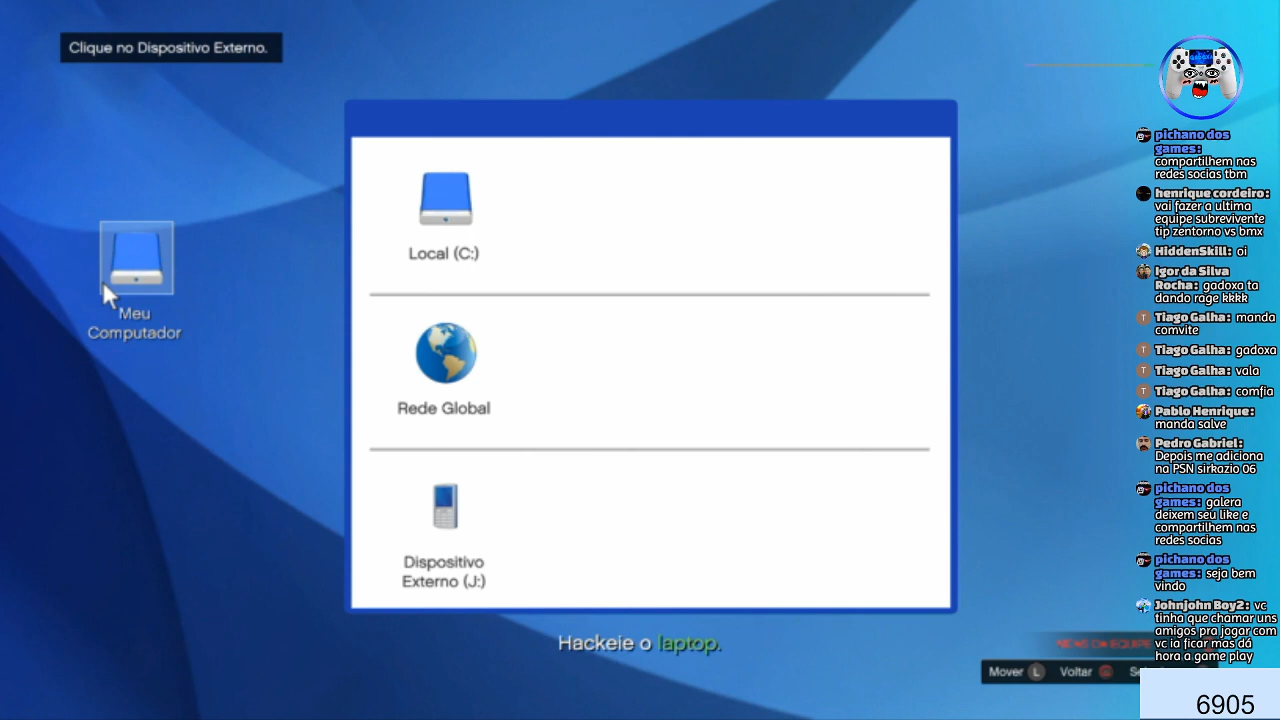 Clique no Dispositivo Externo.
Local (C:)
Meu
Computador
Rede Global
Dispositivo
Externo (J:)
Hackeie o laptop.
Mover L Voltar
pichano dos
games:
compartilhem nas
redes socias tbm
henrique cordeiro:
vai fazer a ultima
equipe subrevivente
tip zentorno vs bmx
HiddenSkill: oi
Igor da Silva
Rocha: gadoxa ta
dando rage kkkk
Tiago Galha: manda
comvite
Tiago Galha: gadoxa
Tiago Galha: vala
Tiago Galha: comfia
Pablo Henrique:
manda salve
Pedro Gabriel:
Depois me adiciona
na PSN sirkazio 06
pichano dos
games: galera
deixem seu like e
compartilhem nas
redes socias
pichano dos
games: seja bem
vindo
Johnjohn Boy2: vc
tinha que chamar uns
amigos pra jogar com
vc ia ficar mas dá
hora a game play
6905